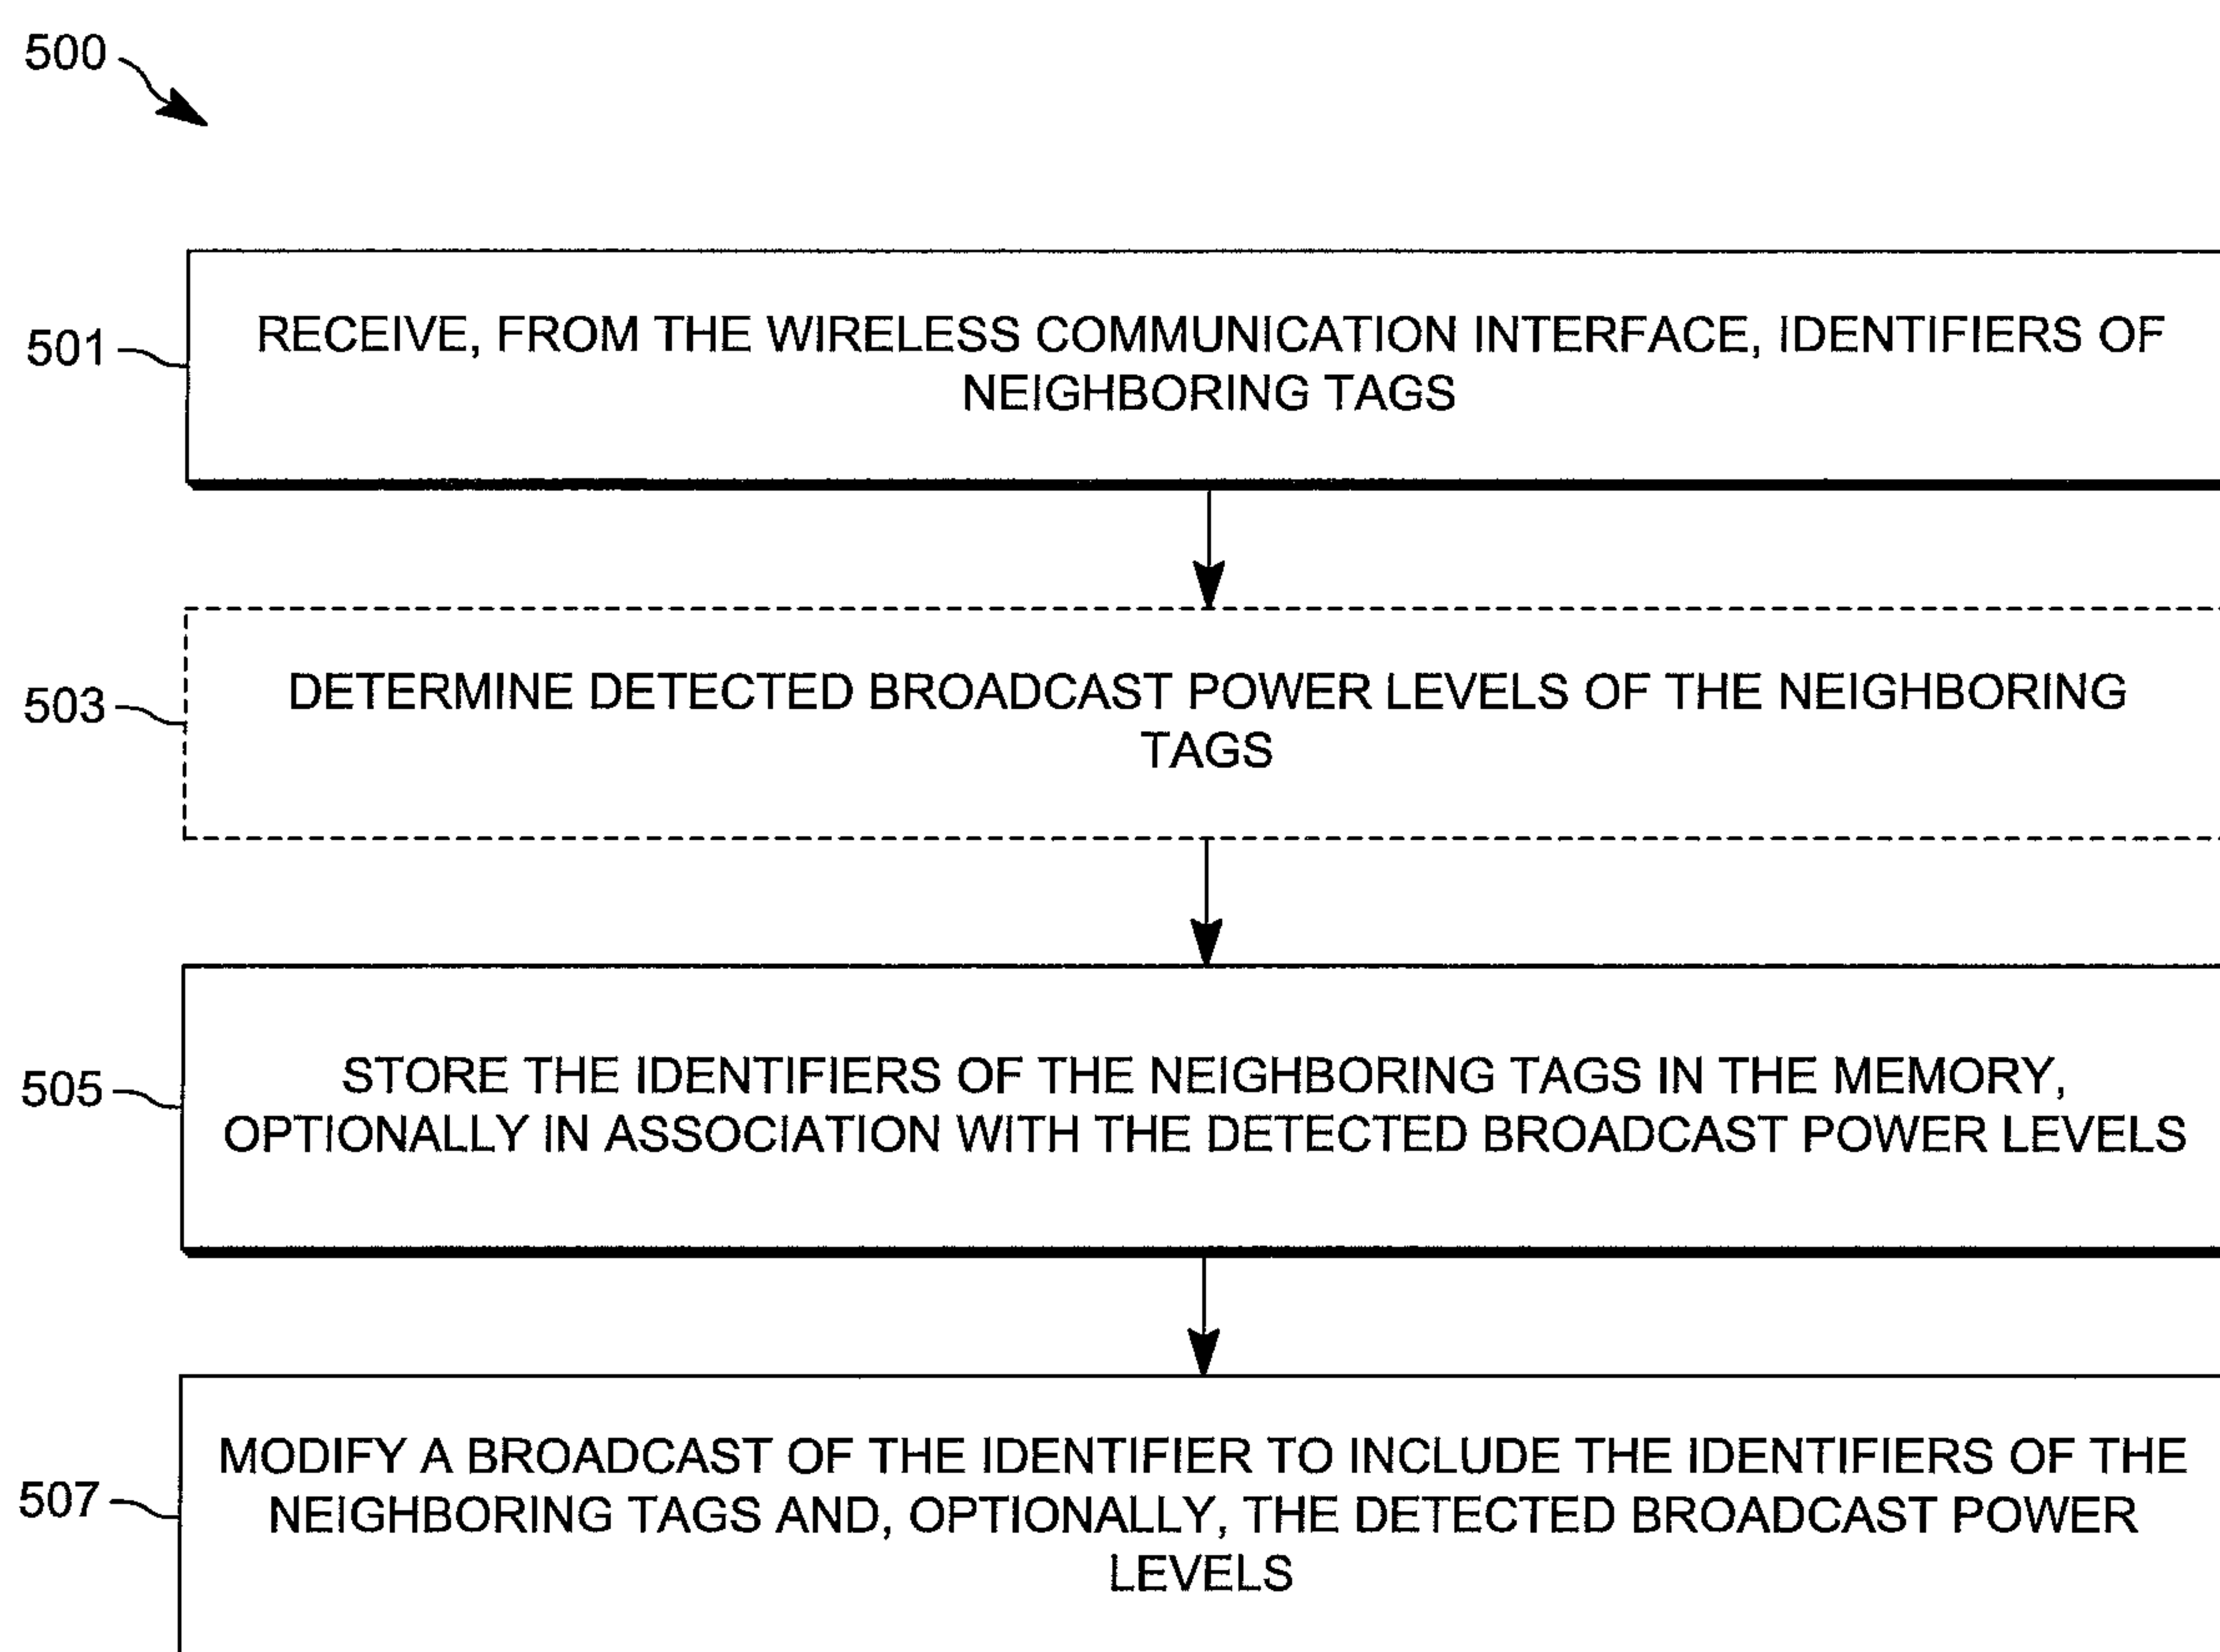 500
501
RECEIVE, FROM THE WIRELESS COMMUNICATION INTERFACE, IDENTIFIERS OF
NEIGHBORING TAGS
503
DETERMINE DETECTED BROADCAST POWER LEVELS OF THE NEIGHBORING
TAGS
505
STORE THE IDENTIFIERS OF THE NEIGHBORING TAGS IN THE MEMORY,
OPTIONALLY IN ASSOCIATION WITH THE DETECTED BROADCAST POWER LEVELS
507
MODIFY A BROADCAST OF THE IDENTIFIER TO INCLUDE THE IDENTIFIERS OF THE
NEIGHBORING TAGS AND, OPTIONALLY, THE DETECTED BROADCAST POWER
LEVELS